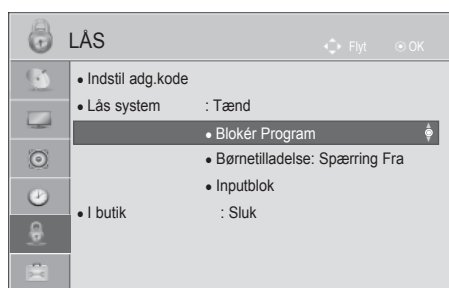 LÅS Flyt OK
• Indstil adg.kode
• Lås system : Tænd
• Blokér Program
• Børnetilladelse: Spærring Fra
• Inputblok
• I butik : Sluk